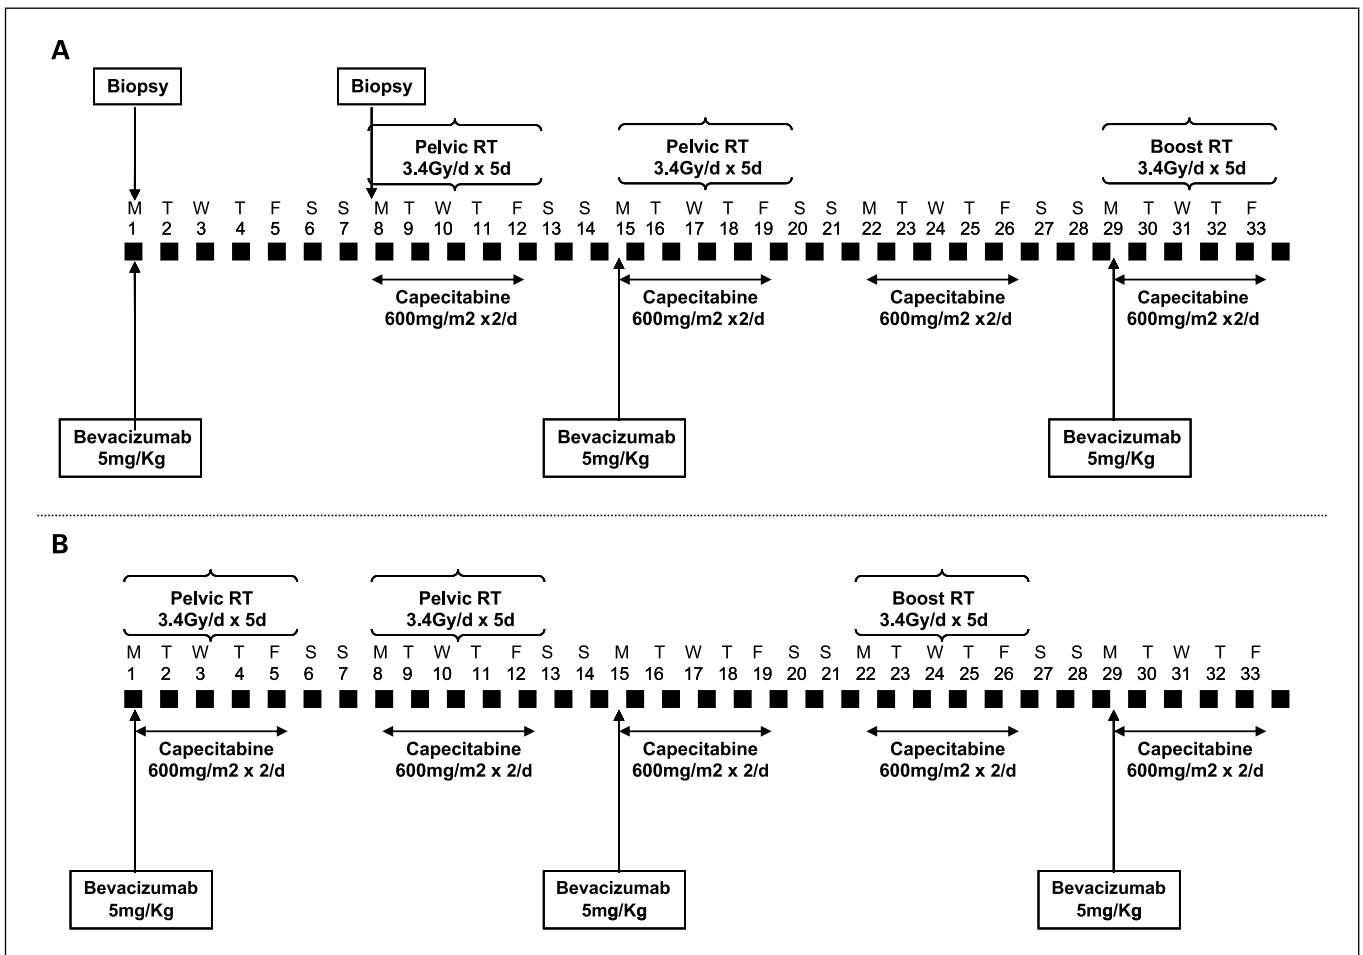 A
Biopsy Biopsy
Pelvic RT Pelvic RT Boost RT
3.4Gy/d x 5d 3.4Gy/d x 5d 3.4Gy/d x 5d
M T W T F S S M T W T F S S M T W T F S S M T W T F S S M T W T F
1 2 3 4 5 6 7 8 9 10 11 12 13 14 15 16 17 18 19 20 21 22 23 24 25 26 27 28 29 30 31 32 33
Capecitabine Capecitabine Capecitabine Capecitabine
600mg/m2 x2/d 600mg/m2 x2/d 600mg/m2 x2/d 600mg/m2 x2/d
Bevacizumab Bevacizumab Bevacizumab
5mg/Kg 5mg/Kg 5mg/Kg
B
Pelvic RT Pelvic RT Boost RT
3.4Gy/d x 5d 3.4Gy/d x 5d 3.4Gy/d x 5d
M T W T F S S M T W T F S S M T W T F S S M T W T F S S M T W T F
1 2 3 4 5 6 7 8 9 10 11 12 13 14 15 16 17 18 19 20 21 22 23 24 25 26 27 28 29 30 31 32 33
Capecitabine Capecitabine Capecitabine Capecitabine Capecitabine
600mg/m2 x 2/d 600mg/m2 x 2/d 600mg/m2 x 2/d 600mg/m2 x 2/d 600mg/m2 x 2/d
Bevacizumab Bevacizumab Bevacizumab
5mg/Kg 5mg/Kg 5mg/Kg